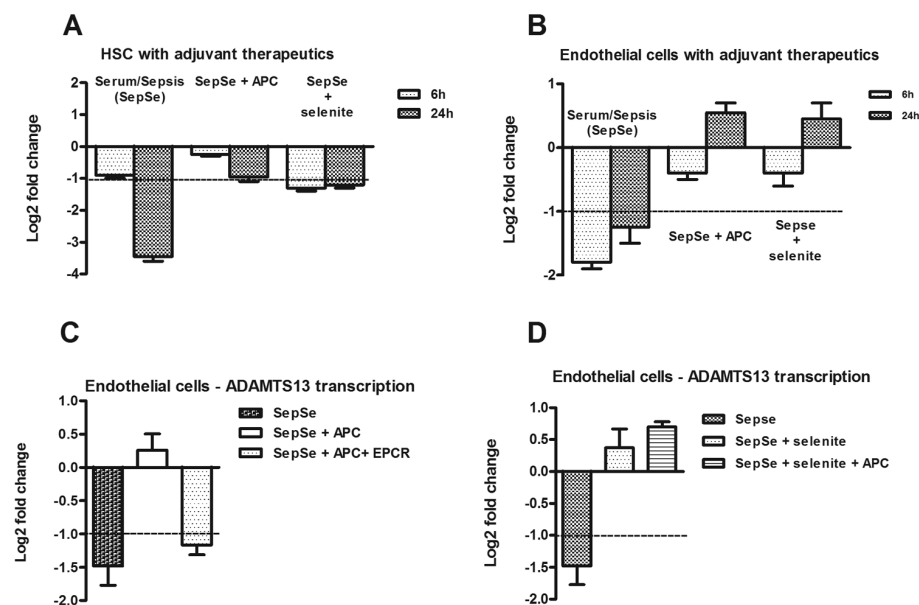 A
HSC with adjuvant therapeutics
Serum/Sepsis
(SepSe)
SepSe + APC
SepSe
+
selenite
6h
24h
Log2 fold change
2
1
0
-1
-2
-3
-4
B
Endothelial cells with adjuvant therapeutics
Serum/Sepsis
(SepSe)
SepSe + APC
Sepse
+
selenite
6h
24h
Log2 fold change
1
0
-1
-2
C
Endothelial cells - ADAMTS13 transcription
SepSe
SepSe + APC
SepSe + APC+ EPCR
Log2 fold change
1.0
0.5
0.0
-0.5
-1.0
-1.5
-2.0
D
Endothelial cells - ADAMTS13 transcription
Sepse
SepSe + selenite
SepSe + selenite + APC
Log2 fold change
1.0
0.5
0.0
-0.5
-1.0
-1.5
-2.0